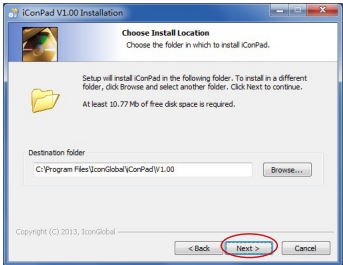 iConPad V1.00 Installation
Choose Install Location
Choose the folder in which to install iConPad.
Setup will install iConPad in the following folder. To install in a different
folder, click Browse and select another folder. Click Next to continue.
At least 10.77 Mb of free disk space is required.
Destination folder
C:\Program Files\IconGlobal\iConPad\V1.00
Browse...
Copyright (C) 2013, IconGlobal
< Back
Next >
Cancel